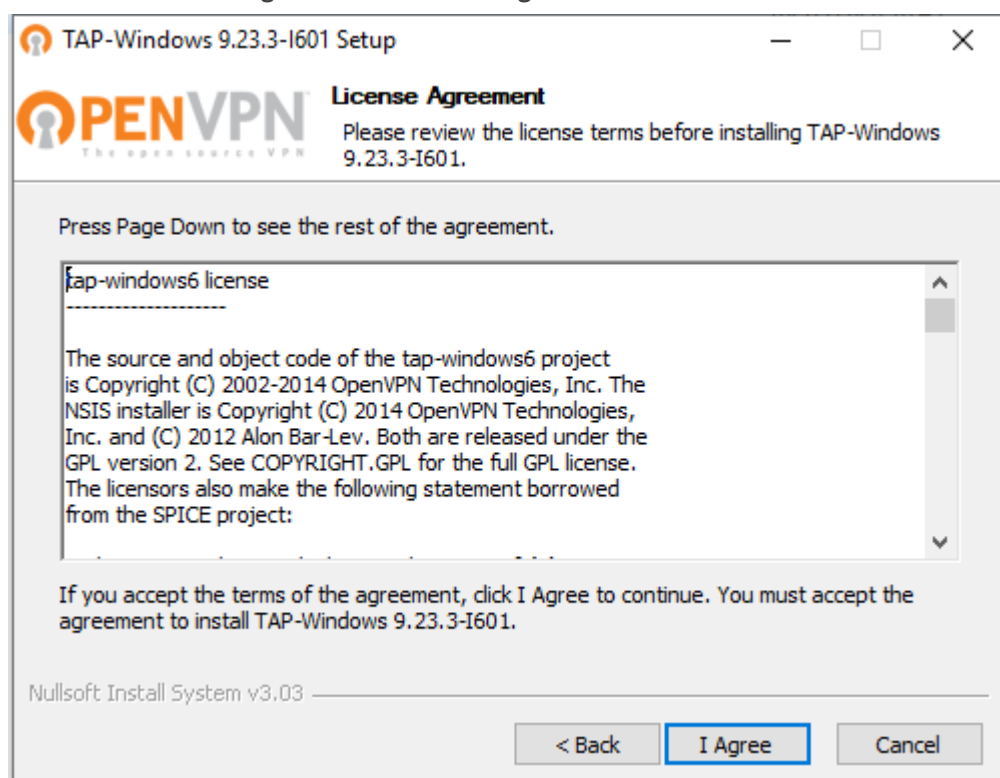 TAP-Windows 9.23.3-I601 Setup
OPENVPN
The open source VPN
License Agreement
Please review the license terms before installing TAP-Windows
9.23.3-I601.
Press Page Down to see the rest of the agreement.
tap-windows6 license
--------------------
The source and object code of the tap-windows6 project
is Copyright (C) 2002-2014 OpenVPN Technologies, Inc. The
NSIS installer is Copyright (C) 2014 OpenVPN Technologies,
Inc. and (C) 2012 Alon Bar-Lev. Both are released under the
GPL version 2. See COPYRIGHT.GPL for the full GPL license.
The licensors also make the following statement borrowed
from the SPICE project:
If you accept the terms of the agreement, click I Agree to continue. You must accept the
agreement to install TAP-Windows 9.23.3-I601.
Nullsoft Install System v3.03
< Back
I Agree
Cancel